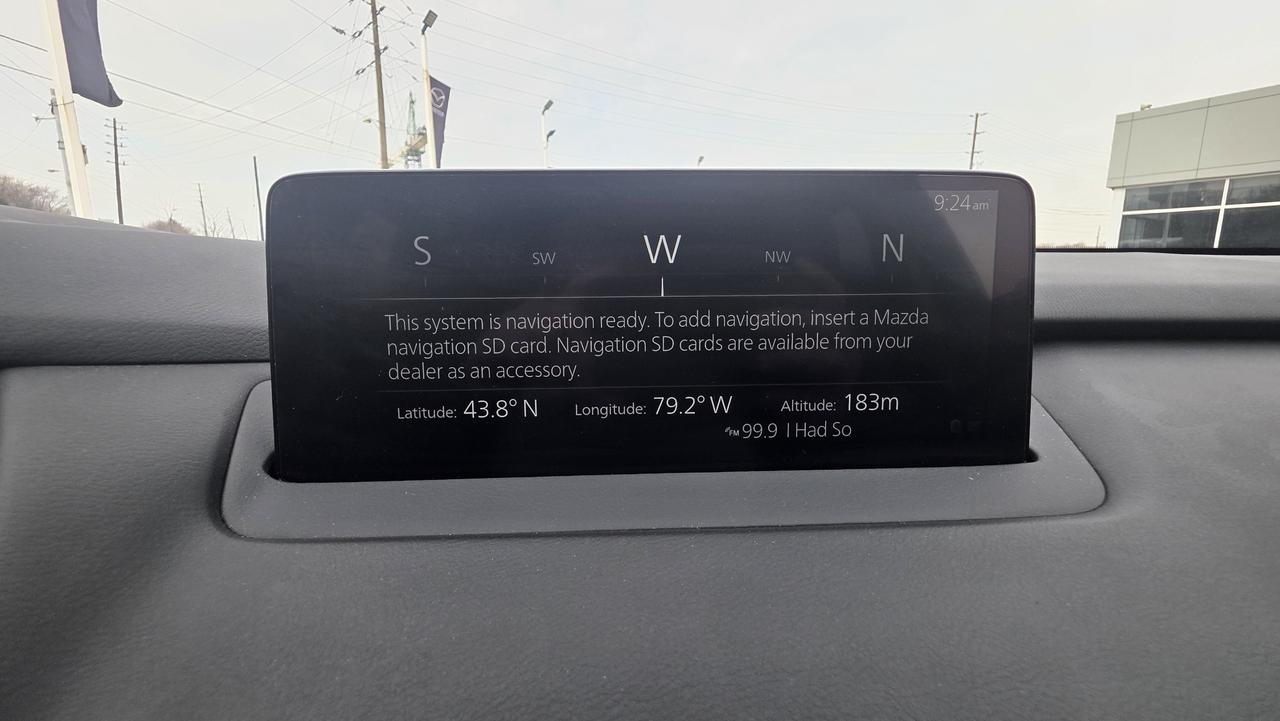 9:24 am
S SW W NW N
This system is navigation ready. To add navigation, insert a Mazda
navigation SD card. Navigation SD cards are available from your
dealer as an accessory.
Latitude: 43.8° N Longitude: 79.2° W Altitude: 183m
FM 99.9 I Had So